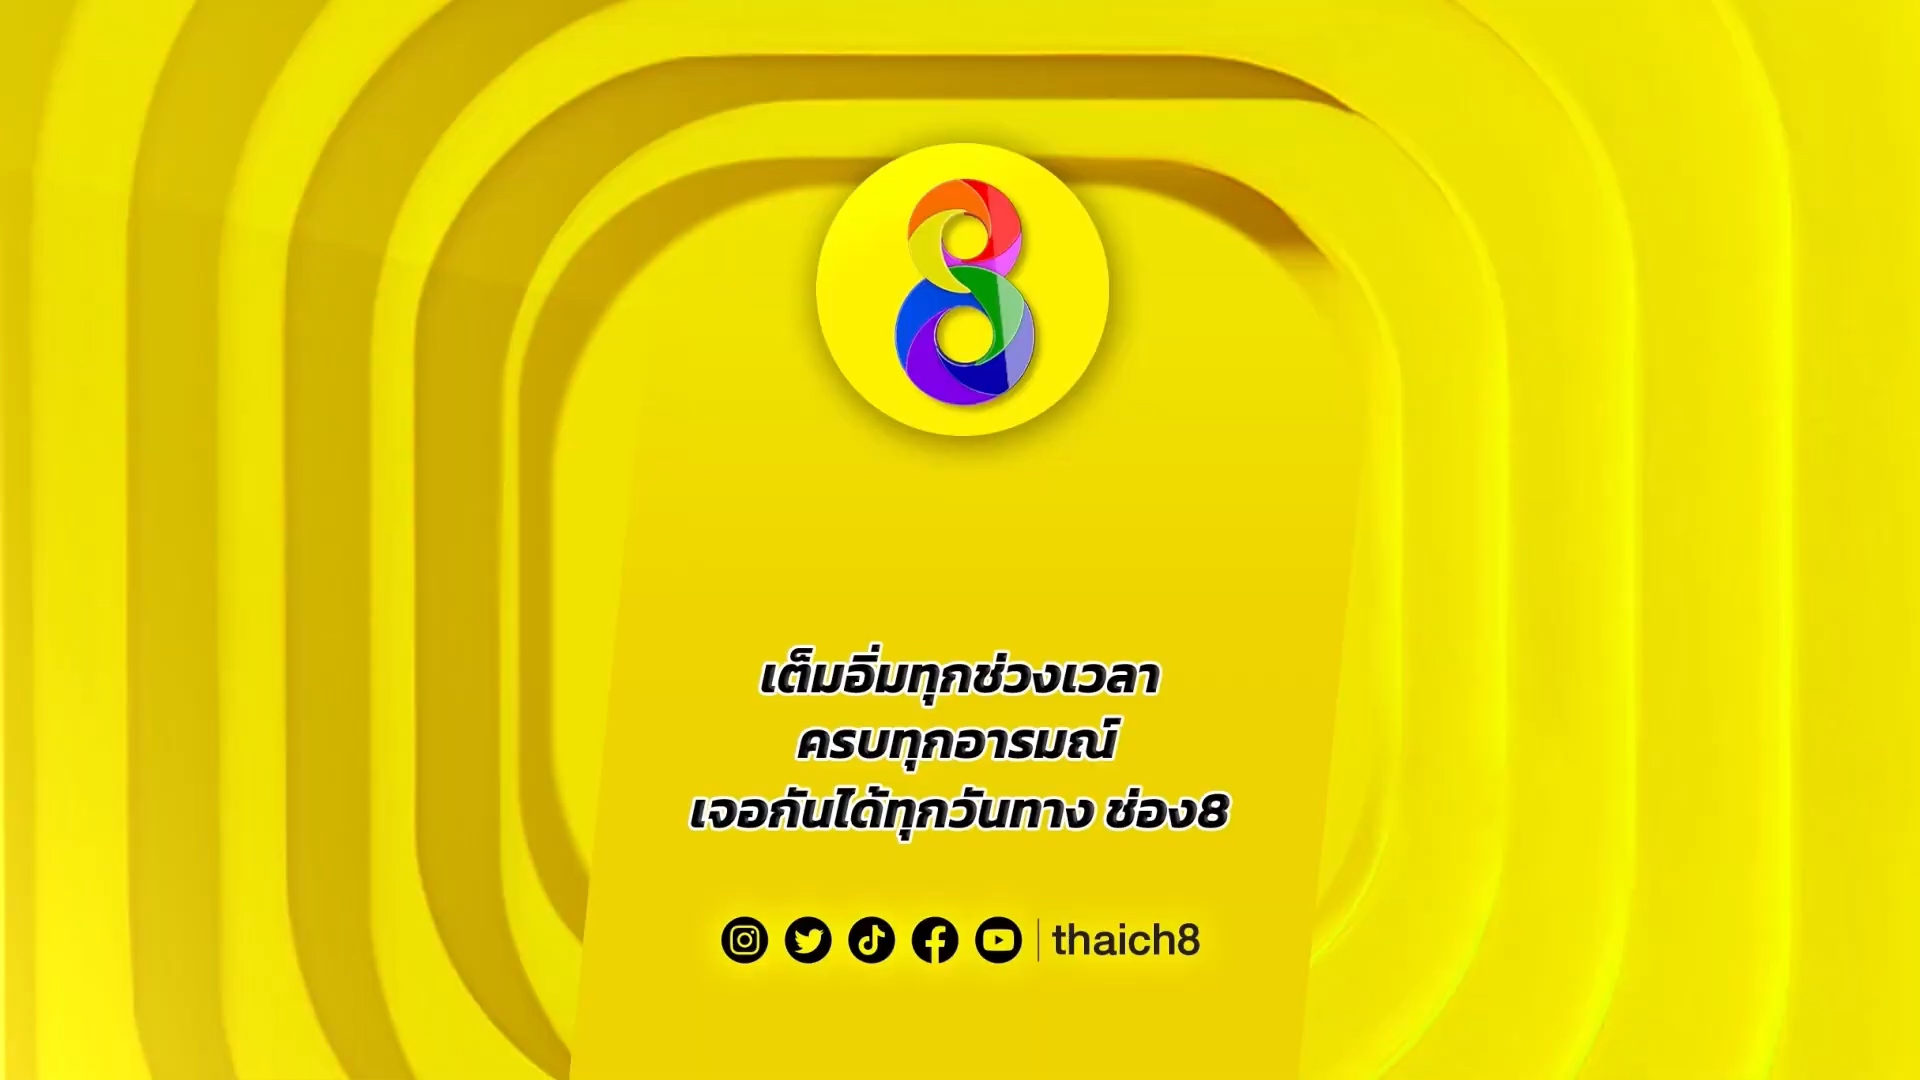 8
เต็มอิ่มทุกช่วงเวลา
ครบทุกอารมณ์
เจอกันได้ทุกวันทาง ช่อง8
thaich8